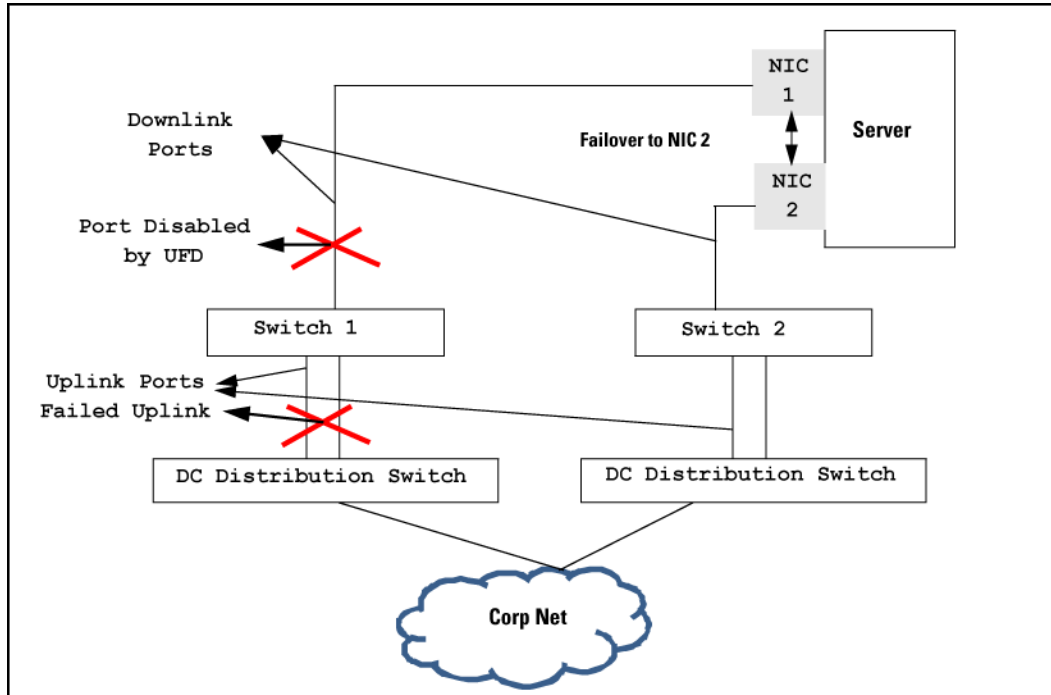 NIC
1
Server
Downlink
Ports
Failover to NIC 2
NIC
2
Port Disabled
by UFD
Switch 1
Switch 2
Uplink Ports
Failed Uplink
DC Distribution Switch
DC Distribution Switch
Corp Net